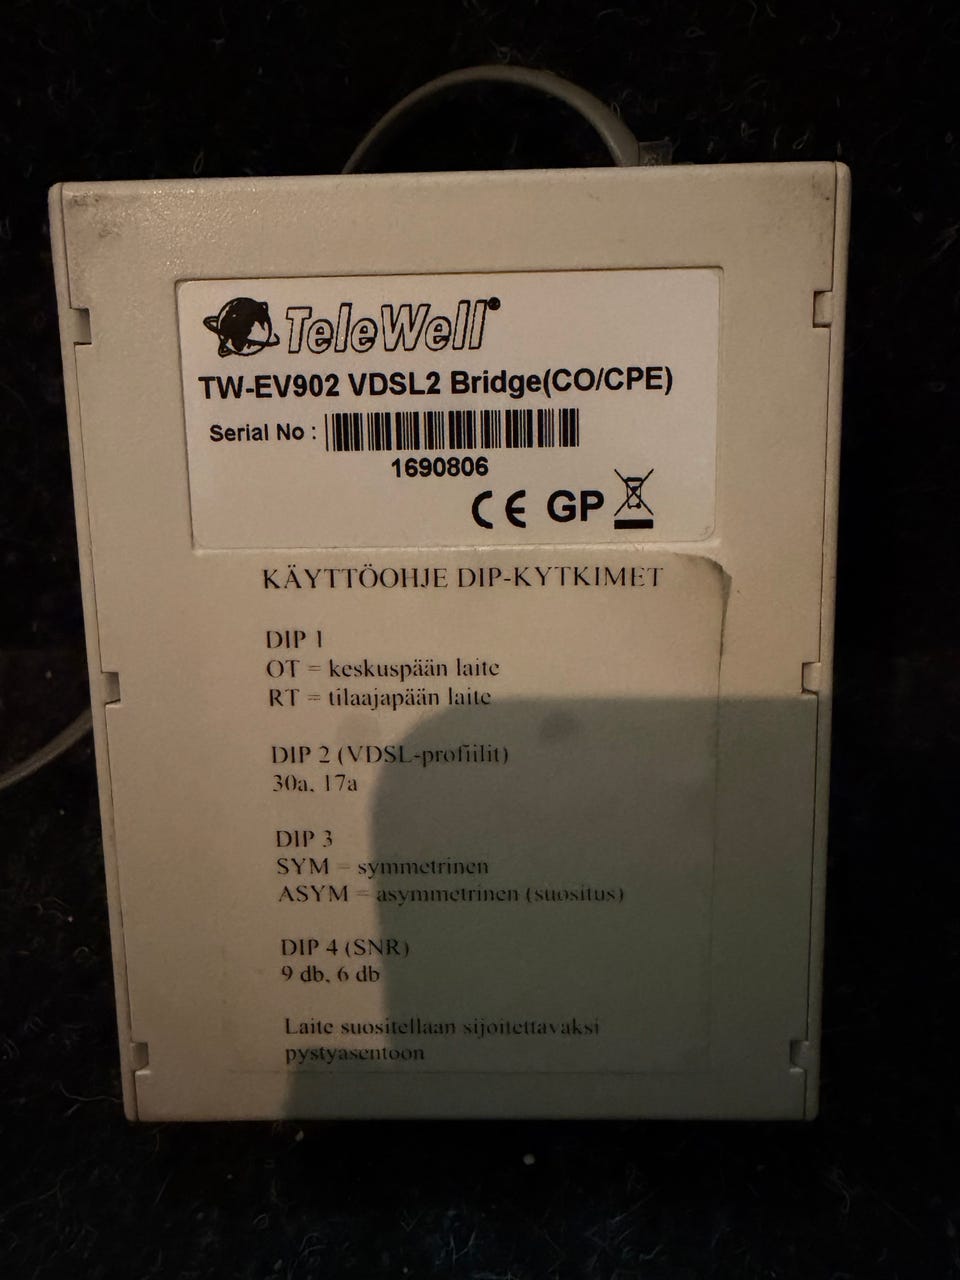 TeleWell®
TW-EV902 VDSL2 Bridge(CO/CPE)
Serial No :
1690806
CE GP
KÄYTTÖOHJE DIP-KYTKIMET
DIP 1
OT = keskuspään laite
RT = tilaajapään laite
DIP 2 (VDSL-profiilit)
30a, 17a
DIP 3
SYM = symmetrinen
ASYM = asymmetrinen (suositus)
DIP 4 (SNR)
9 db, 6 db
Laite suositellaan sijoitettavaksi
pystyasentoon